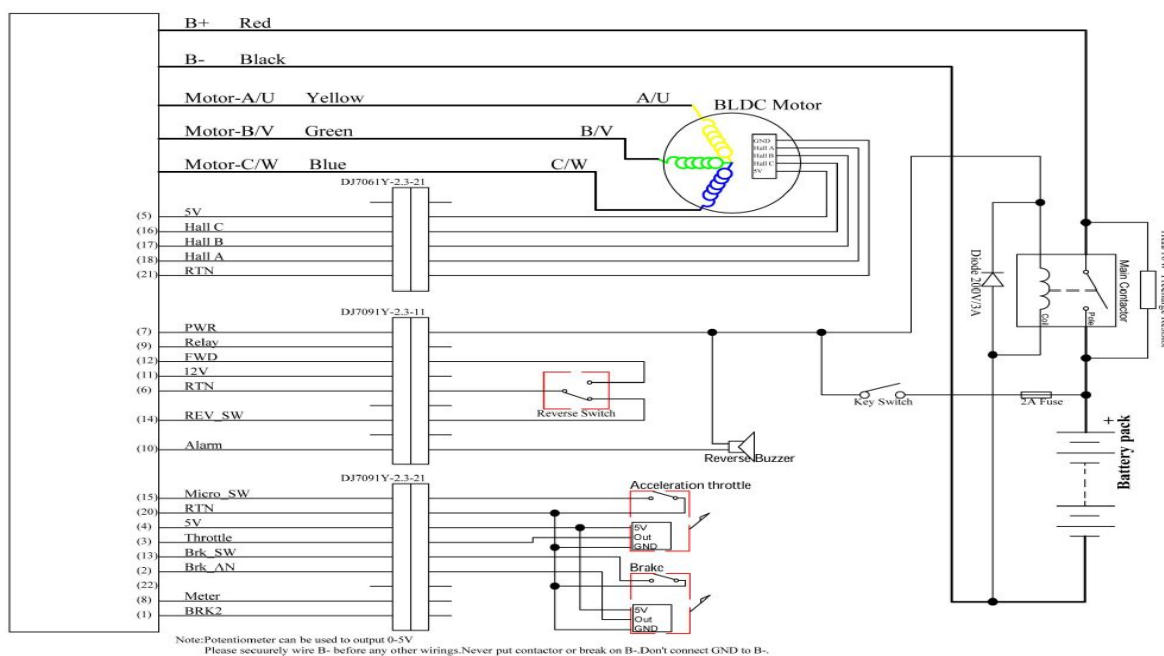 B+ Red
B- Black
Motor-A/U Yellow A/U
BLDC Motor
Motor-B/V Green B/V
Motor-C/W Blue C/W
GND
Hall A
Hall B
Hall C
5V
DJ7061Y-2.3-21
(5) 5V
(16) Hall C
(17) Hall B
(18) Hall A
(21) RTN
DJ7091Y-2.3-11
(7) PWR
(9) Relay
(12) FWD
(11) 12V
(6) RTN
(14) REV_SW
(10) Alarm
Reverse Switch
Reverse Buzzer
Key Switch
2A Fuse
Diode 200V/3A
Coil
Pole
Main Contactor
+
Battery pack
DJ7091Y-2.3-21
(15) Micro_SW
(20) RTN
(4) 5V
(3) Throttle
(13) Brk_SW
(2) Brk_AN
(22)
(8) Meter
(1) BRK2
Acceleration throttle
5V
Out
GND
Brake
5V
Out
GND
Note:Potentiometer can be used to output 0-5V
Please secuurely wire B- before any other wirings.Never put contactor or break on B-.Don't connect GND to B-.